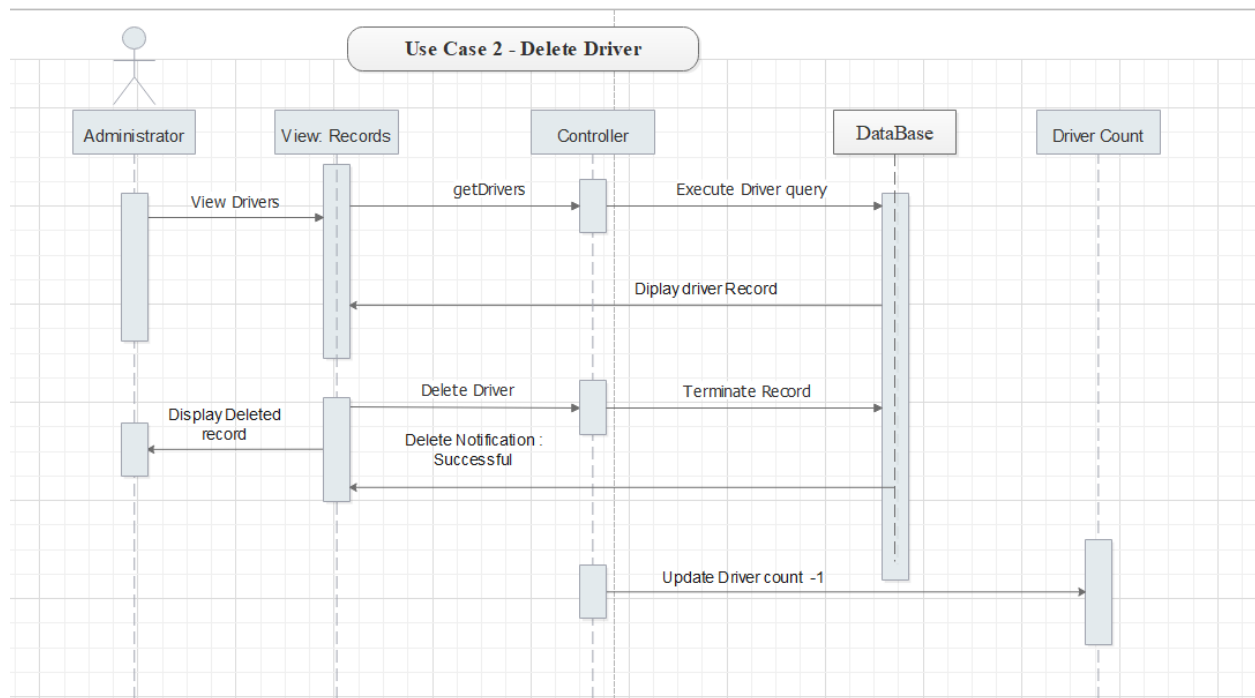 Use Case 2 - Delete Driver
Administrator
View: Records
Controller
DataBase
Driver Count
View Drivers
getDrivers
Execute Driver query
Diplay driver Record
Delete Driver
Terminate Record
Display Deleted
record
Delete Notification :
Successful
Update Driver count -1